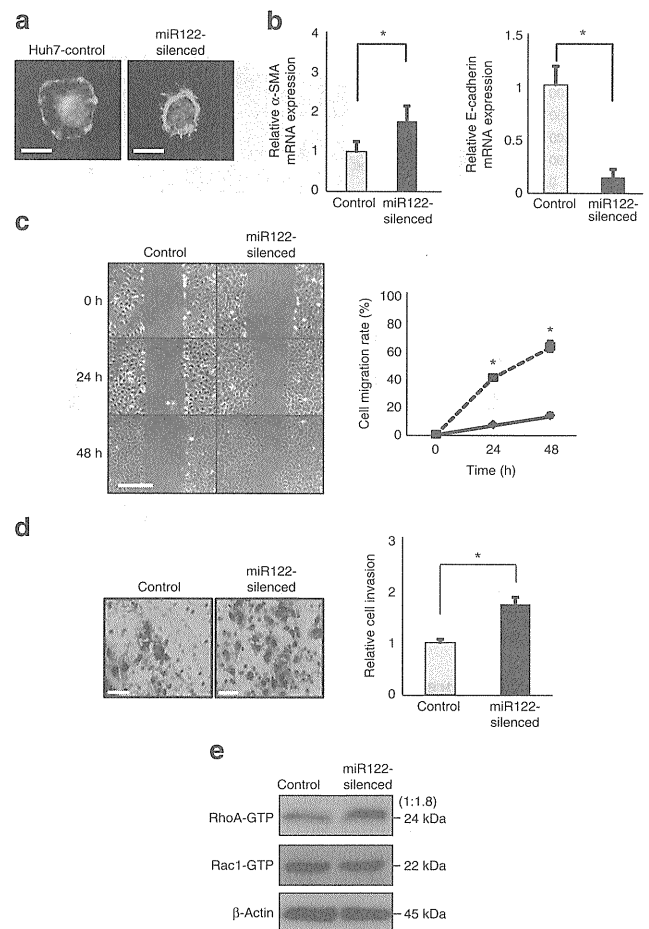 a
Huh7-control
miR122-
silenced
b
Relative α-SMA
mRNA expression
4
3
2
1
0
*
Control
miR122-
silenced
Relative E-cadherin
mRNA expression
1.5
1
0.5
0
*
Control
miR122-
silenced
c
Control
miR122-
silenced
0 h
24 h
48 h
Cell migration rate (%)
100
80
60
40
20
0
*
*
0
24
48
Time (h)
d
Control
miR122-
silenced
Relative cell invasion
3
2
1
0
*
Control
miR122-
silenced
e
Control
miR122-
silenced
(1:1.8)
RhoA-GTP
24 kDa
Rac1-GTP
22 kDa
β-Actin
45 kDa